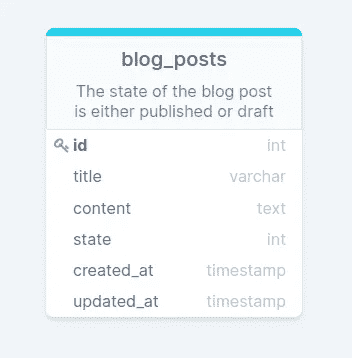 blog_posts
The state of the blog post
is either published or draft
id int
title varchar
content text
state int
created_at timestamp
updated_at timestamp